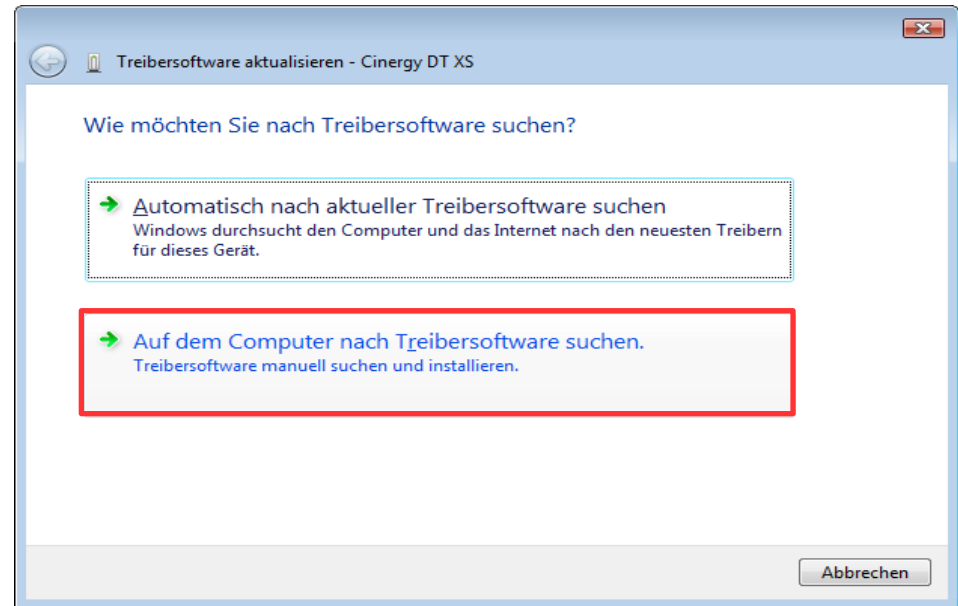 Treibersoftware aktualisieren - Cinergy DT XS
Wie möchten Sie nach Treibersoftware suchen?
Automatisch nach aktueller Treibersoftware suchen
Windows durchsucht den Computer und das Internet nach den neuesten Treibern
für dieses Gerät.
Auf dem Computer nach Treibersoftware suchen.
Treibersoftware manuell suchen und installieren.
Abbrechen